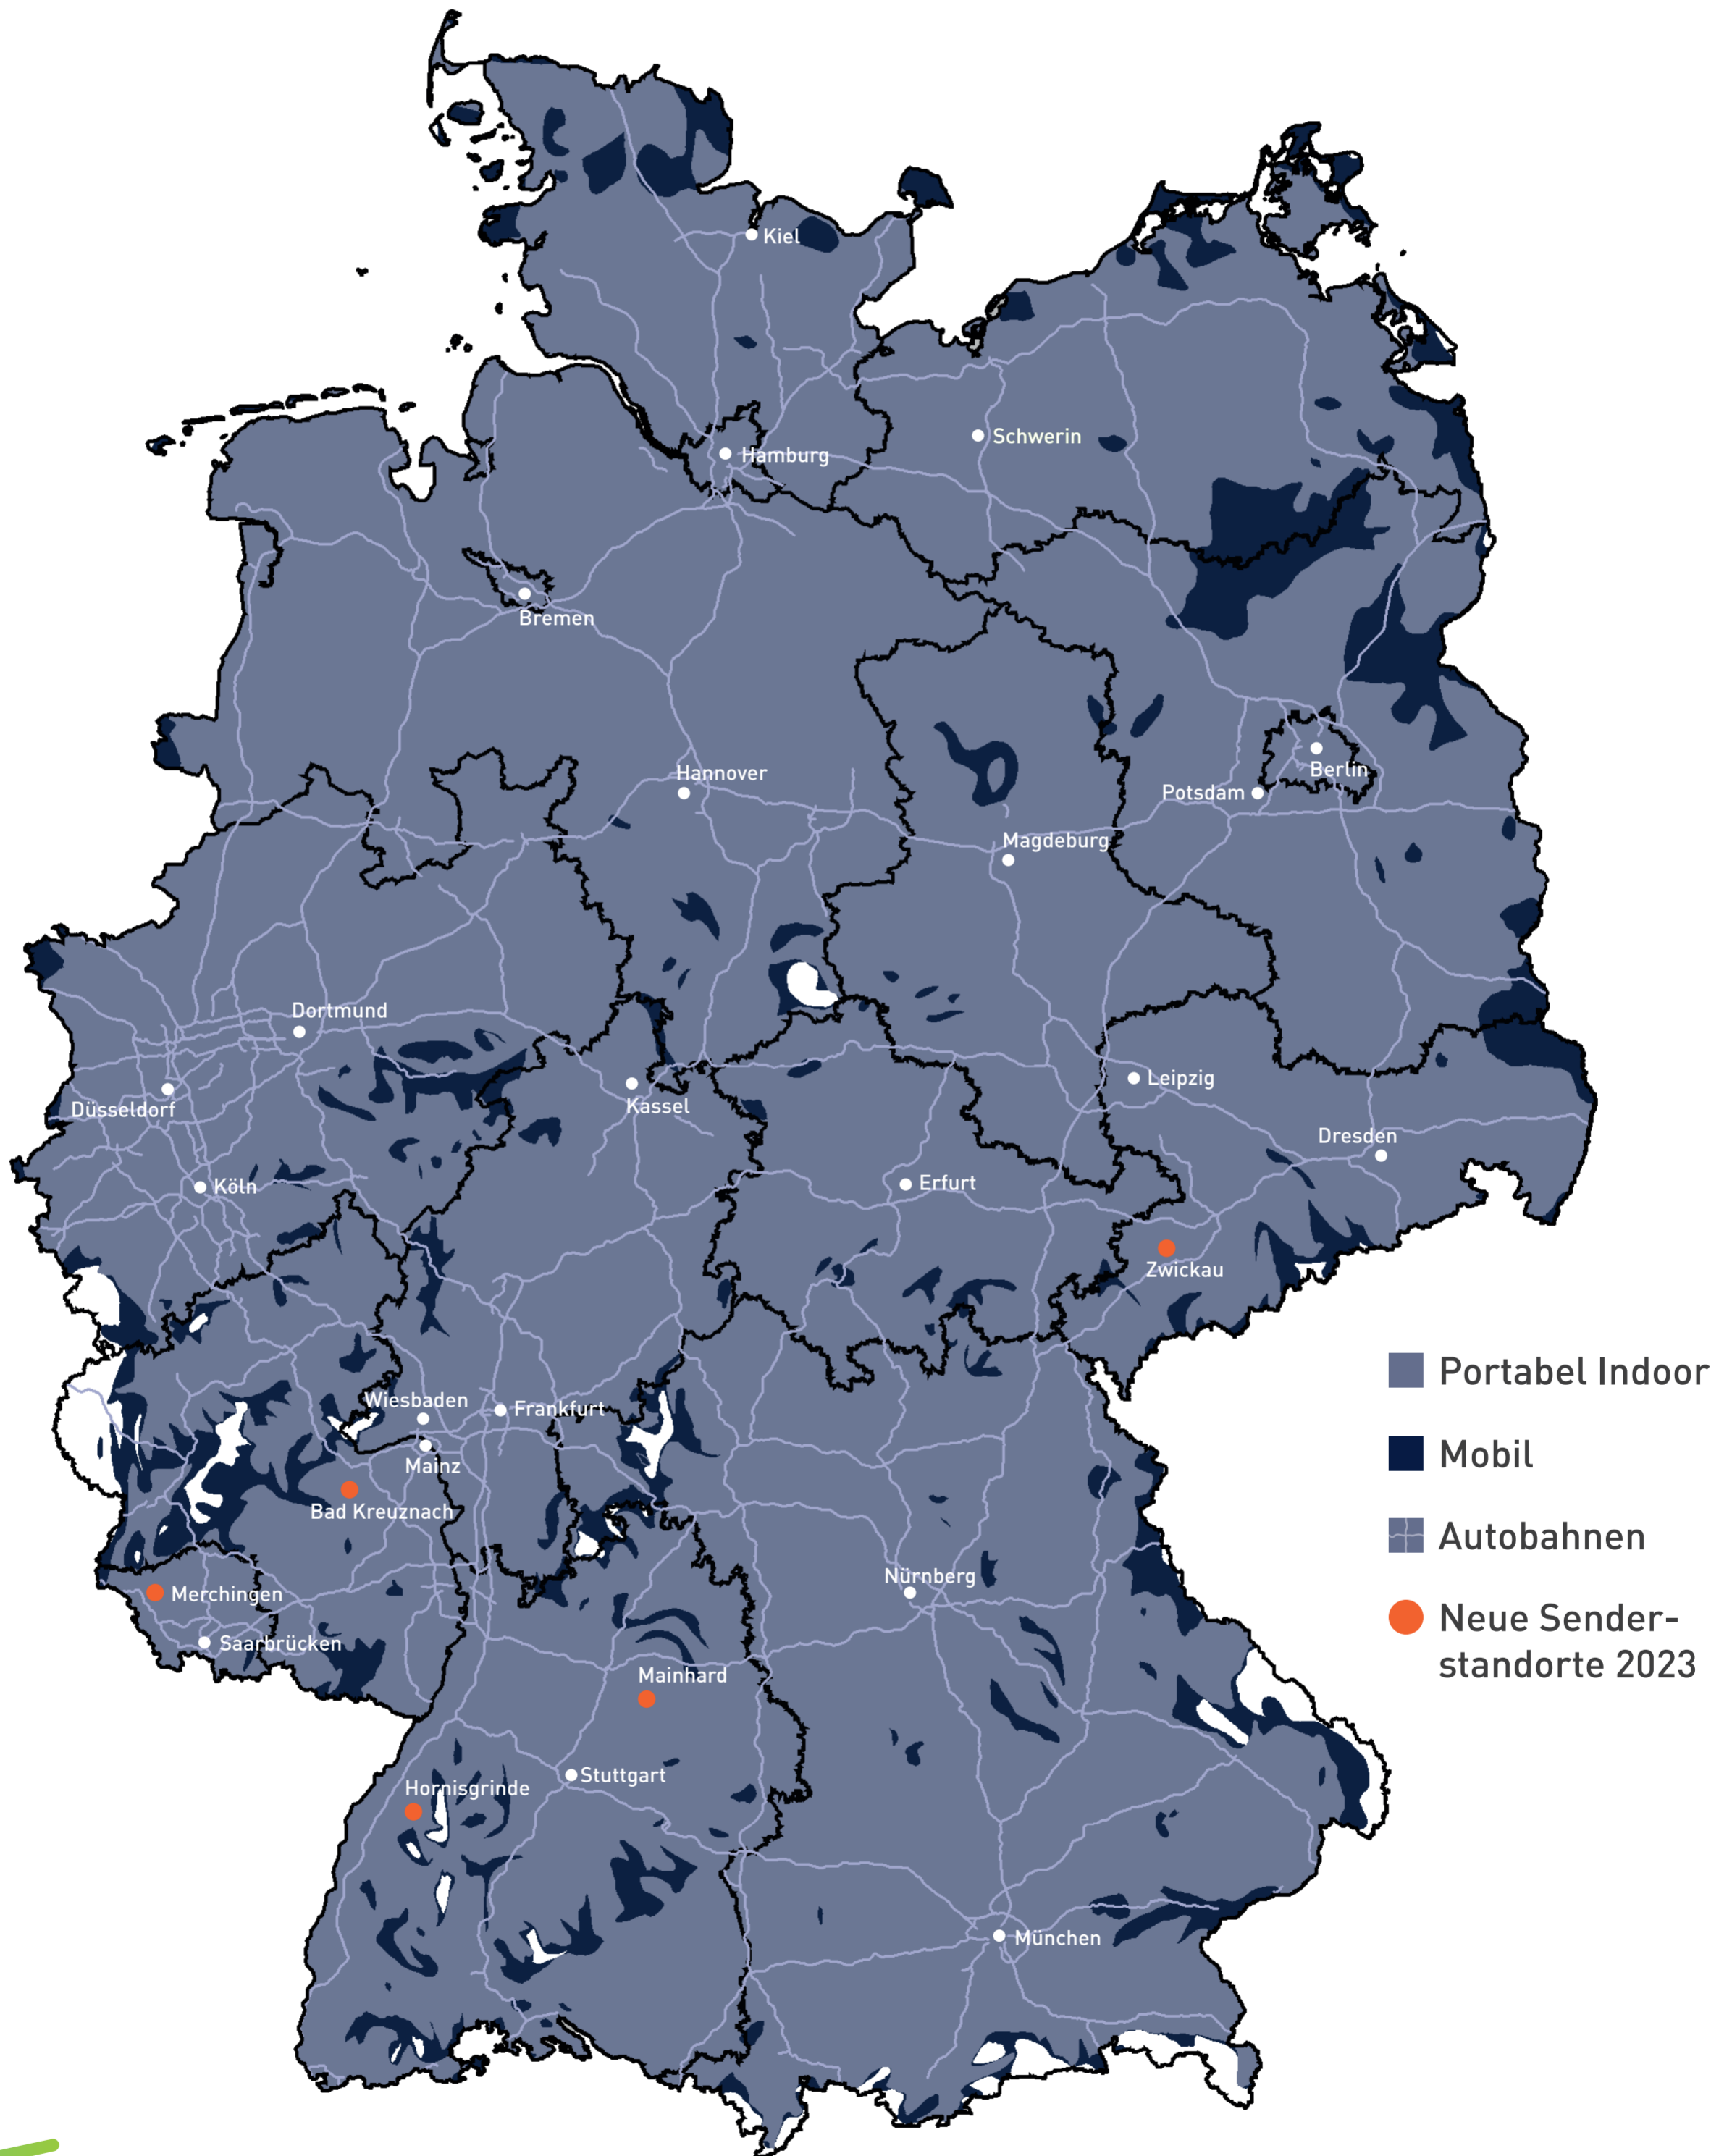 Kiel
Schwerin
Hamburg
Bremen
Hannover
Berlin
Potsdam
Magdeburg
Dortmund
Leipzig
Düsseldorf
Kassel
Dresden
Köln
Erfurt
Zwickau
Wiesbaden
Frankfurt
Mainz
Bad Kreuznach
Nürnberg
Merchingen
Saarbrücken
Mainhard
Stuttgart
Hornisgrinde
München
Portabel Indoor
Mobil
Autobahnen
Neue Sender-
standorte 2023